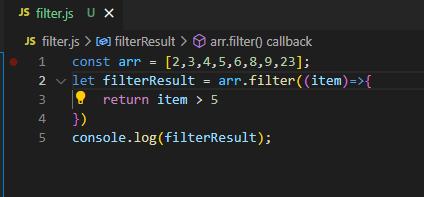 JS filter.js U ×
JS filter.js > filterResult > arr.filter() callback
1 const arr = [2,3,4,5,6,8,9,23];
2 let filterResult = arr.filter((item)=>{
3 return item > 5
4 })
5 console.log(filterResult);